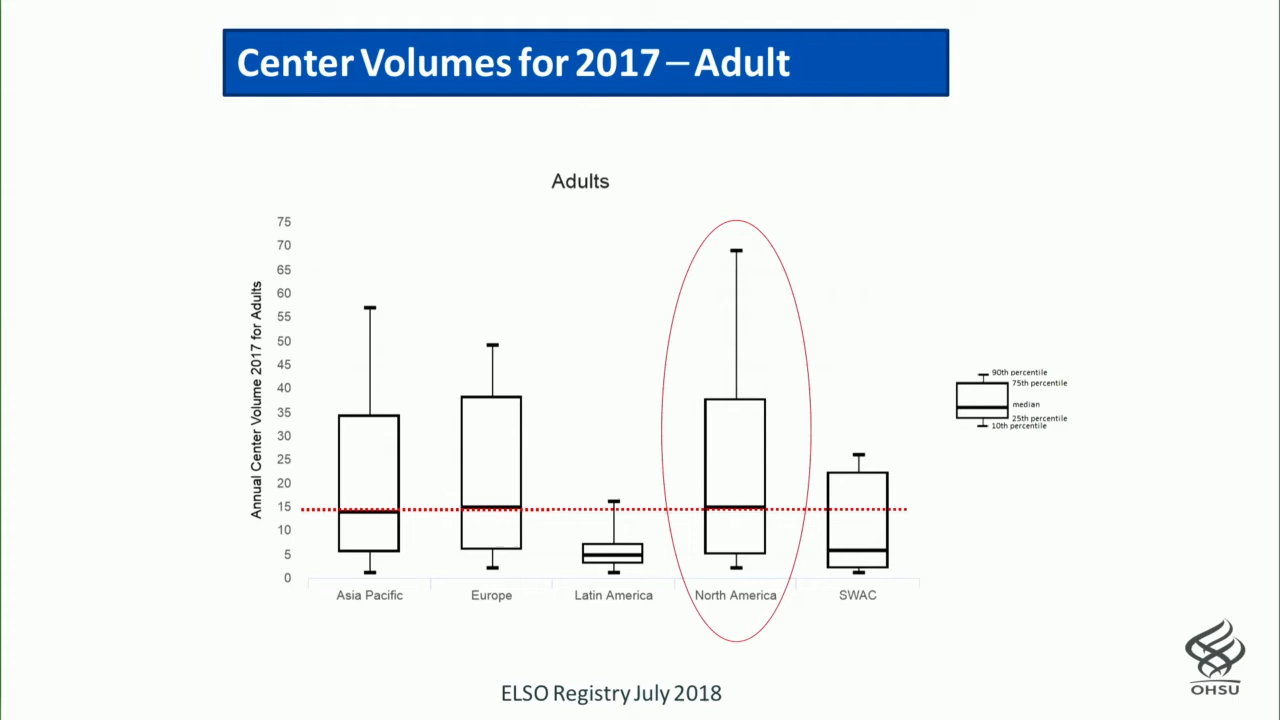 Center Volumes for 2017 – Adult
Adults
Annual Center Volume 2017 for Adults
75
70
65
60
55
50
45
40
35
30
25
20
15
10
5
0
Asia Pacific
Europe
Latin America
North America
SWAC
90th percentile
75th percentile
median
25th percentile
10th percentile
ELSO Registry July 2018
OHSU